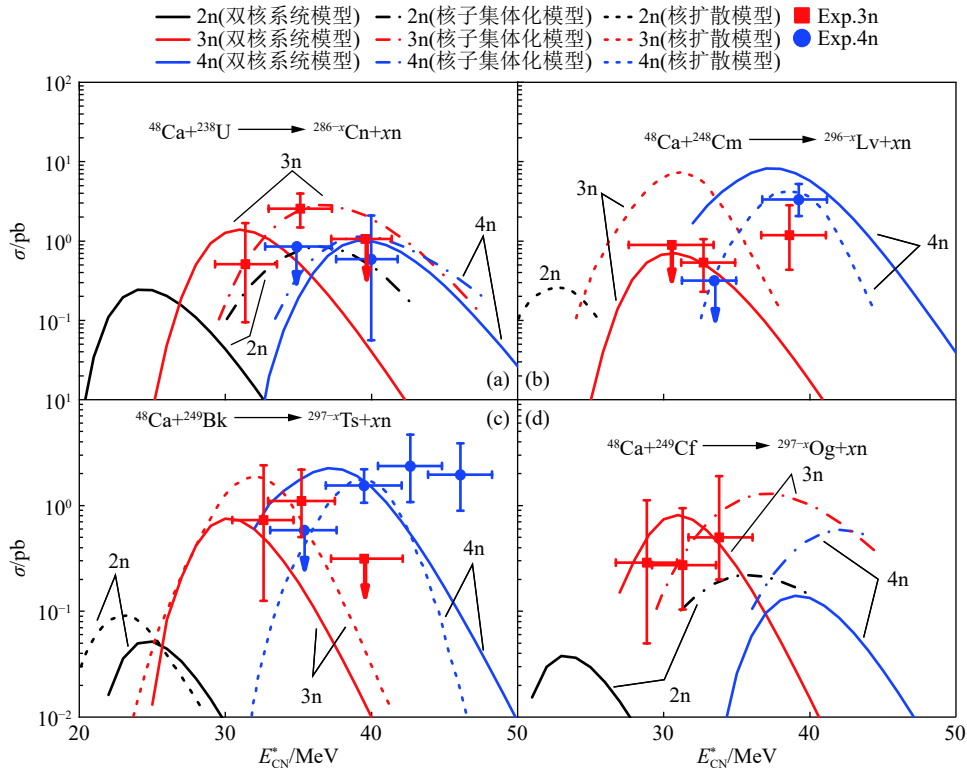 2n(双核系统模型) 2n(核子集体化模型) 2n(核扩散模型) Exp.3n
3n(双核系统模型) 3n(核子集体化模型) 3n(核扩散模型) Exp.4n
4n(双核系统模型) 4n(核子集体化模型) 4n(核扩散模型)
10²
10¹
10⁰
10⁻¹
10¹
σ/pb
⁴⁸Ca+²³⁸U ⟶ ²⁸⁶⁻ˣCn+xn
3n
4n
2n
(a)
⁴⁸Ca+²⁴⁸Cm ⟶ ²⁹⁶⁻ˣLv+xn
3n
2n
4n
(b)
10⁰
10⁻¹
10⁻²
σ/pb
⁴⁸Ca+²⁴⁹Bk ⟶ ²⁹⁷⁻ˣTs+xn
(c)
2n
4n
3n
(d)
⁴⁸Ca+²⁴⁹Cf ⟶ ²⁹⁷⁻ˣOg+xn
3n
4n
2n
20 30 40 50 30 40 50
E*CN/MeV E*CN/MeV